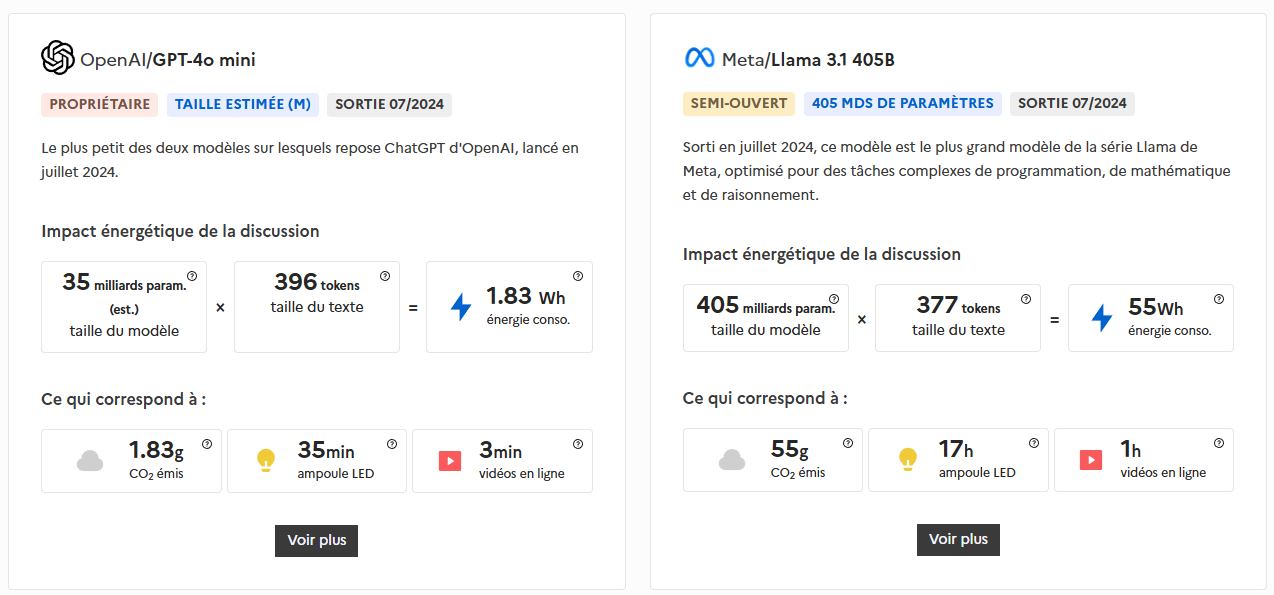 OpenAI/GPT-4o mini
PROPRIÉTAIRE TAILLE ESTIMÉE (M) SORTIE 07/2024
Le plus petit des deux modèles sur lesquels repose ChatGPT d'OpenAI, lancé en
juillet 2024.
Impact énergétique de la discussion
35 milliards param.
(est.)
taille du modèle
×
396 tokens
taille du texte
=
1.83 Wh
énergie conso.
Ce qui correspond à :
1.83g
CO₂ émis
35min
ampoule LED
3min
vidéos en ligne
Voir plus
Meta/Llama 3.1 405B
SEMI-OUVERT 405 MDS DE PARAMÈTRES SORTIE 07/2024
Sorti en juillet 2024, ce modèle est le plus grand modèle de la série Llama de
Meta, optimisé pour des tâches complexes de programmation, de mathématique
et de raisonnement.
Impact énergétique de la discussion
405 milliards param.
taille du modèle
×
377 tokens
taille du texte
=
55Wh
énergie conso.
Ce qui correspond à :
55g
CO₂ émis
17h
ampoule LED
1h
vidéos en ligne
Voir plus